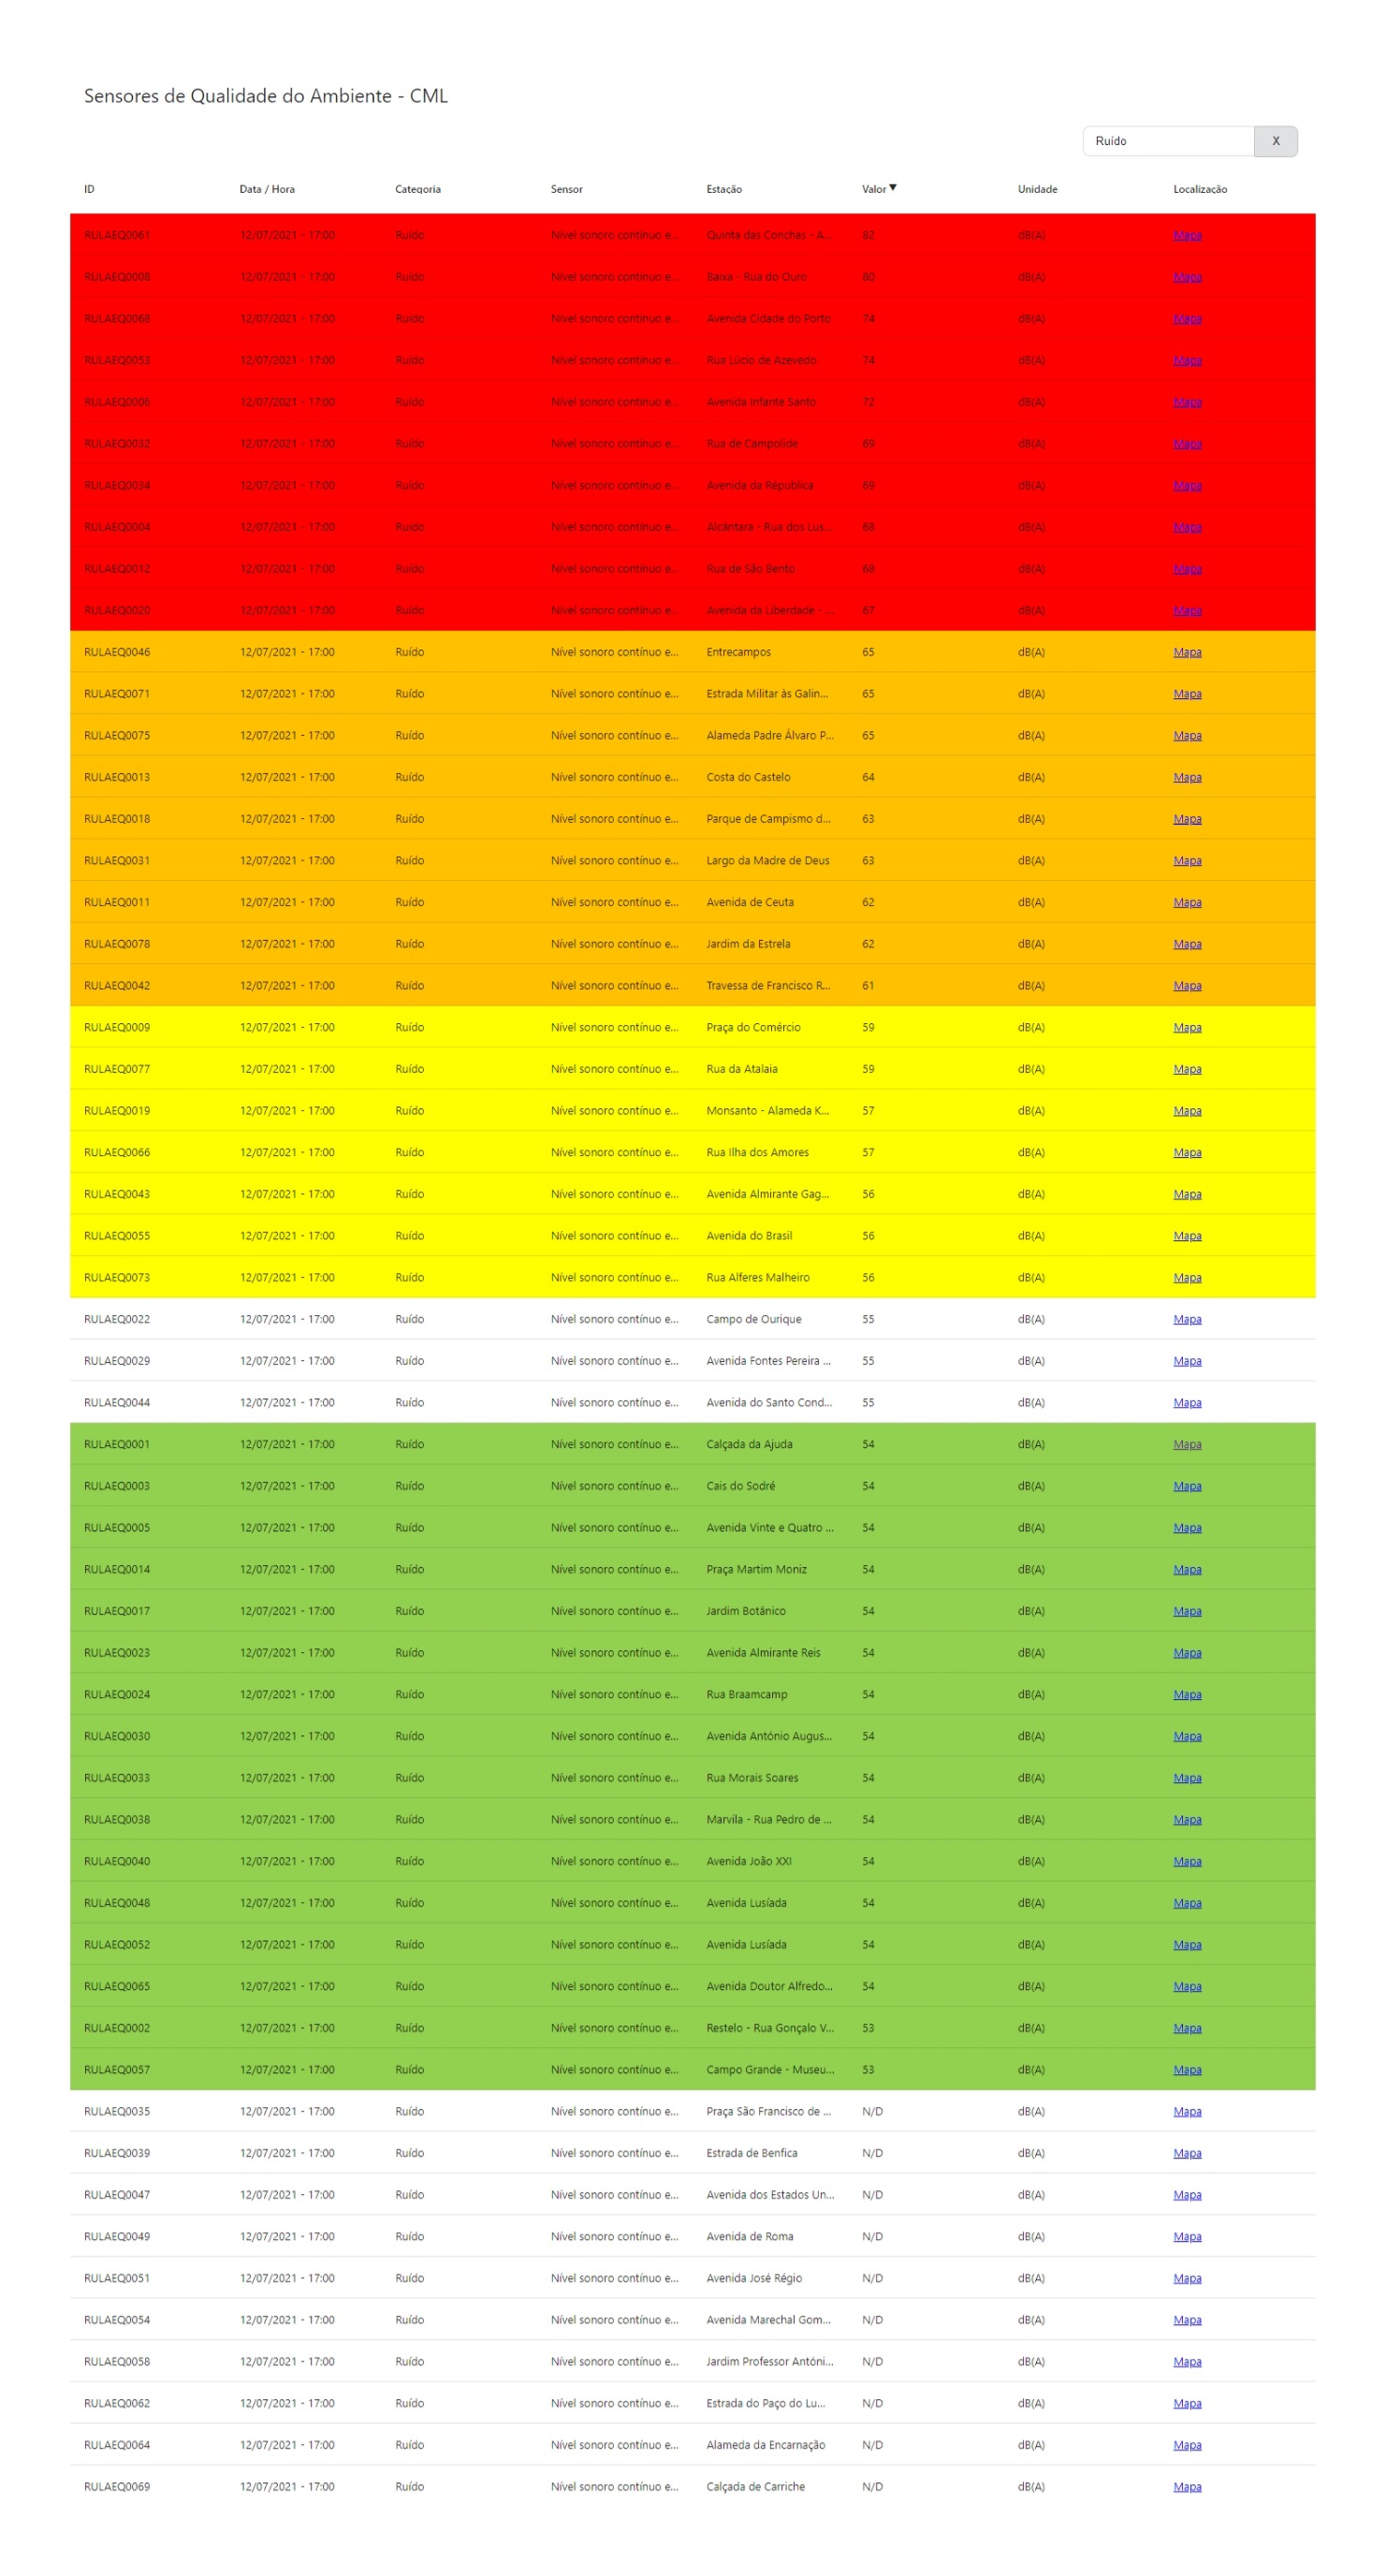 Sensores de Qualidade do Ambiente - CML
Ruído X
ID Data / Hora Categoria Sensor Estação Valor▼ Unidade Localização
RULAEQ0061 12/07/2021 - 17:00 Ruído Nível sonoro contínuo e... Quinta das Conchas - A... 82 dB(A) Mapa
RULAEQ0008 12/07/2021 - 17:00 Ruído Nível sonoro contínuo e... Baixa - Rua do Ouro 80 dB(A) Mapa
RULAEQ0068 12/07/2021 - 17:00 Ruído Nível sonoro contínuo e... Avenida Cidade do Porto 74 dB(A) Mapa
RULAEQ0053 12/07/2021 - 17:00 Ruído Nível sonoro contínuo e... Rua Lúcio de Azevedo 74 dB(A) Mapa
RULAEQ0006 12/07/2021 - 17:00 Ruído Nível sonoro contínuo e... Avenida Infante Santo 72 dB(A) Mapa
RULAEQ0032 12/07/2021 - 17:00 Ruído Nível sonoro contínuo e... Rua de Campolide 69 dB(A) Mapa
RULAEQ0034 12/07/2021 - 17:00 Ruído Nível sonoro contínuo e... Avenida da República 69 dB(A) Mapa
RULAEQ0004 12/07/2021 - 17:00 Ruído Nível sonoro contínuo e... Alcântara - Rua dos Lus... 68 dB(A) Mapa
RULAEQ0012 12/07/2021 - 17:00 Ruído Nível sonoro contínuo e... Rua de São Bento 68 dB(A) Mapa
RULAEQ0020 12/07/2021 - 17:00 Ruído Nível sonoro contínuo e... Avenida da Liberdade - ... 67 dB(A) Mapa
RULAEQ0046 12/07/2021 - 17:00 Ruído Nível sonoro contínuo e... Entrecampos 65 dB(A) Mapa
RULAEQ0071 12/07/2021 - 17:00 Ruído Nível sonoro contínuo e... Estrada Militar às Galin... 65 dB(A) Mapa
RULAEQ0075 12/07/2021 - 17:00 Ruído Nível sonoro contínuo e... Alameda Padre Álvaro P... 65 dB(A) Mapa
RULAEQ0013 12/07/2021 - 17:00 Ruído Nível sonoro contínuo e... Costa do Castelo 64 dB(A) Mapa
RULAEQ0018 12/07/2021 - 17:00 Ruído Nível sonoro contínuo e... Parque de Campismo d... 63 dB(A) Mapa
RULAEQ0031 12/07/2021 - 17:00 Ruído Nível sonoro contínuo e... Largo da Madre de Deus 63 dB(A) Mapa
RULAEQ0011 12/07/2021 - 17:00 Ruído Nível sonoro contínuo e... Avenida de Ceuta 62 dB(A) Mapa
RULAEQ0078 12/07/2021 - 17:00 Ruído Nível sonoro contínuo e... Jardim da Estrela 62 dB(A) Mapa
RULAEQ0042 12/07/2021 - 17:00 Ruído Nível sonoro contínuo e... Travessa de Francisco R... 61 dB(A) Mapa
RULAEQ0009 12/07/2021 - 17:00 Ruído Nível sonoro contínuo e... Praça do Comércio 59 dB(A) Mapa
RULAEQ0077 12/07/2021 - 17:00 Ruído Nível sonoro contínuo e... Rua da Atalaia 59 dB(A) Mapa
RULAEQ0019 12/07/2021 - 17:00 Ruído Nível sonoro contínuo e... Monsanto - Alameda K... 57 dB(A) Mapa
RULAEQ0066 12/07/2021 - 17:00 Ruído Nível sonoro contínuo e... Rua Ilha dos Amores 57 dB(A) Mapa
RULAEQ0043 12/07/2021 - 17:00 Ruído Nível sonoro contínuo e... Avenida Almirante Gag... 56 dB(A) Mapa
RULAEQ0055 12/07/2021 - 17:00 Ruído Nível sonoro contínuo e... Avenida do Brasil 56 dB(A) Mapa
RULAEQ0073 12/07/2021 - 17:00 Ruído Nível sonoro contínuo e... Rua Alferes Malheiro 56 dB(A) Mapa
RULAEQ0022 12/07/2021 - 17:00 Ruído Nível sonoro contínuo e... Campo de Ourique 55 dB(A) Mapa
RULAEQ0029 12/07/2021 - 17:00 Ruído Nível sonoro contínuo e... Avenida Fontes Pereira ... 55 dB(A) Mapa
RULAEQ0044 12/07/2021 - 17:00 Ruído Nível sonoro contínuo e... Avenida do Santo Cond... 55 dB(A) Mapa
RULAEQ0001 12/07/2021 - 17:00 Ruído Nível sonoro contínuo e... Calçada da Ajuda 54 dB(A) Mapa
RULAEQ0003 12/07/2021 - 17:00 Ruído Nível sonoro contínuo e... Cais do Sodré 54 dB(A) Mapa
RULAEQ0005 12/07/2021 - 17:00 Ruído Nível sonoro contínuo e... Avenida Vinte e Quatro ... 54 dB(A) Mapa
RULAEQ0014 12/07/2021 - 17:00 Ruído Nível sonoro contínuo e... Praça Martim Moniz 54 dB(A) Mapa
RULAEQ0017 12/07/2021 - 17:00 Ruído Nível sonoro contínuo e... Jardim Botânico 54 dB(A) Mapa
RULAEQ0023 12/07/2021 - 17:00 Ruído Nível sonoro contínuo e... Avenida Almirante Reis 54 dB(A) Mapa
RULAEQ0024 12/07/2021 - 17:00 Ruído Nível sonoro contínuo e... Rua Braamcamp 54 dB(A) Mapa
RULAEQ0030 12/07/2021 - 17:00 Ruído Nível sonoro contínuo e... Avenida António Augus... 54 dB(A) Mapa
RULAEQ0033 12/07/2021 - 17:00 Ruído Nível sonoro contínuo e... Rua Morais Soares 54 dB(A) Mapa
RULAEQ0038 12/07/2021 - 17:00 Ruído Nível sonoro contínuo e... Marvila - Rua Pedro de ... 54 dB(A) Mapa
RULAEQ0040 12/07/2021 - 17:00 Ruído Nível sonoro contínuo e... Avenida João XXI 54 dB(A) Mapa
RULAEQ0048 12/07/2021 - 17:00 Ruído Nível sonoro contínuo e... Avenida Lusíada 54 dB(A) Mapa
RULAEQ0052 12/07/2021 - 17:00 Ruído Nível sonoro contínuo e... Avenida Lusíada 54 dB(A) Mapa
RULAEQ0065 12/07/2021 - 17:00 Ruído Nível sonoro contínuo e... Avenida Doutor Alfredo... 54 dB(A) Mapa
RULAEQ0002 12/07/2021 - 17:00 Ruído Nível sonoro contínuo e... Restelo - Rua Gonçalo V... 53 dB(A) Mapa
RULAEQ0057 12/07/2021 - 17:00 Ruído Nível sonoro contínuo e... Campo Grande - Museu... 53 dB(A) Mapa
RULAEQ0035 12/07/2021 - 17:00 Ruído Nível sonoro contínuo e... Praça São Francisco de ... N/D dB(A) Mapa
RULAEQ0039 12/07/2021 - 17:00 Ruído Nível sonoro contínuo e... Estrada de Benfica N/D dB(A) Mapa
RULAEQ0047 12/07/2021 - 17:00 Ruído Nível sonoro contínuo e... Avenida dos Estados Un... N/D dB(A) Mapa
RULAEQ0049 12/07/2021 - 17:00 Ruído Nível sonoro contínuo e... Avenida de Roma N/D dB(A) Mapa
RULAEQ0051 12/07/2021 - 17:00 Ruído Nível sonoro contínuo e... Avenida José Régio N/D dB(A) Mapa
RULAEQ0054 12/07/2021 - 17:00 Ruído Nível sonoro contínuo e... Avenida Marechal Gom... N/D dB(A) Mapa
RULAEQ0058 12/07/2021 - 17:00 Ruído Nível sonoro contínuo e... Jardim Professor Antóni... N/D dB(A) Mapa
RULAEQ0062 12/07/2021 - 17:00 Ruído Nível sonoro contínuo e... Estrada do Paço do Lu... N/D dB(A) Mapa
RULAEQ0064 12/07/2021 - 17:00 Ruído Nível sonoro contínuo e... Alameda da Encarnação N/D dB(A) Mapa
RULAEQ0069 12/07/2021 - 17:00 Ruído Nível sonoro contínuo e... Calçada de Carriche N/D dB(A) Mapa